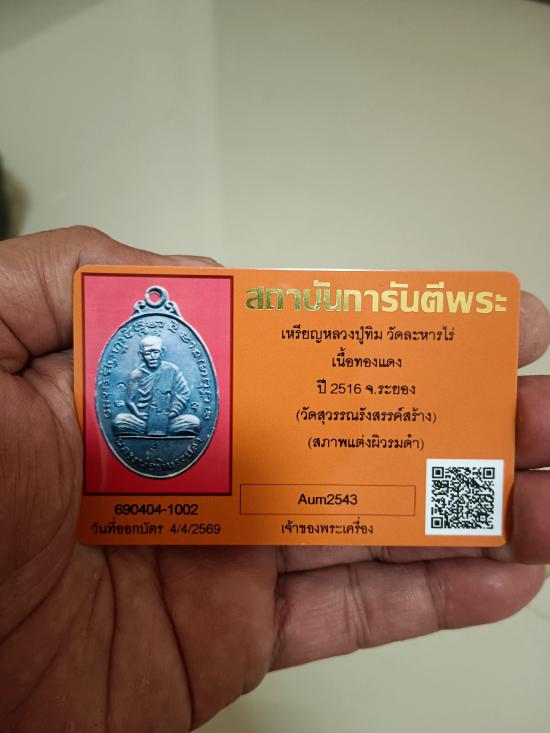 สถาบันการันตีพระ
เหรียญหลวงปู่ทิม วัดละหารไร่
เนื้อทองแดง
ปี 2516 จ.ระยอง
(วัดสุวรรณรังสรรค์สร้าง)
(สภาพแต่งผิวรมดำ)
Aum2543
เจ้าของพระเครื่อง
690404-1002
วันที่ออกบัตร 4/4/2569